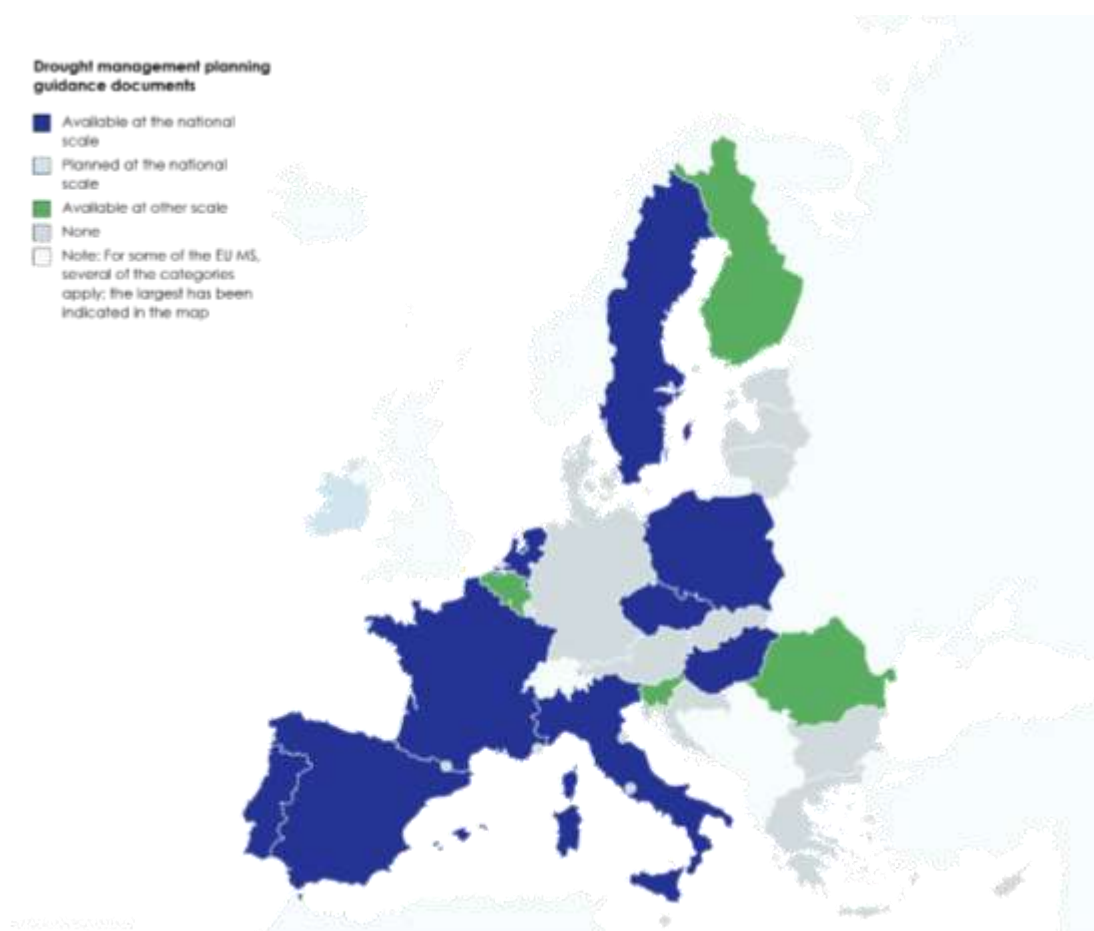 Drought management planning
guidance documents
Available at the national
scale
Planned at the national
scale
Available at other scale
None
Note: For some of the EU MS,
several of the categories
apply; the largest has been
indicated in the map